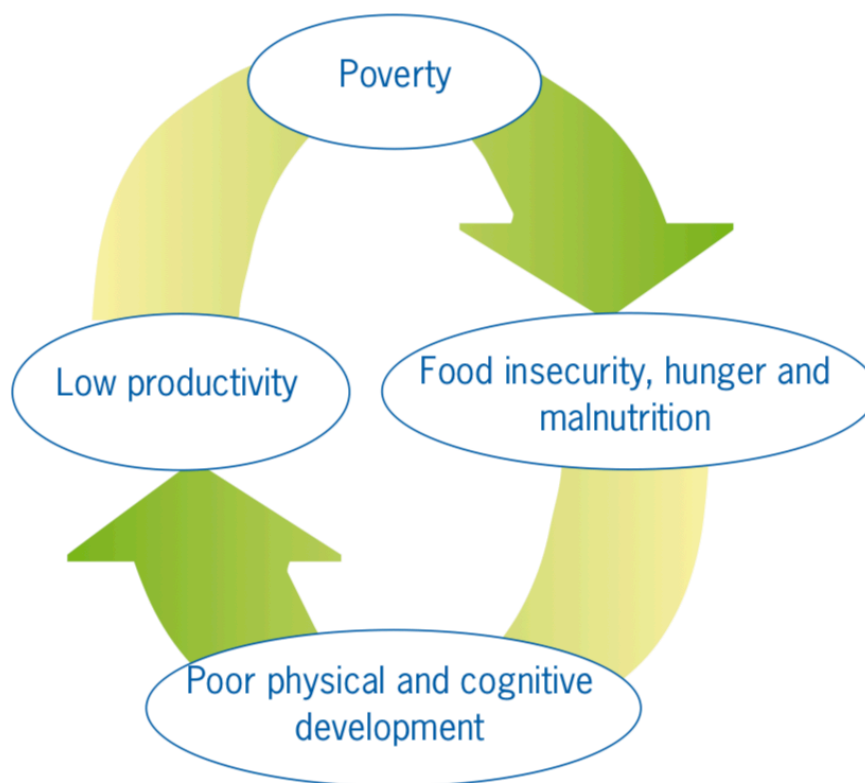 Poverty
Food insecurity, hunger and
malnutrition
Poor physical and cognitive
development
Low productivity